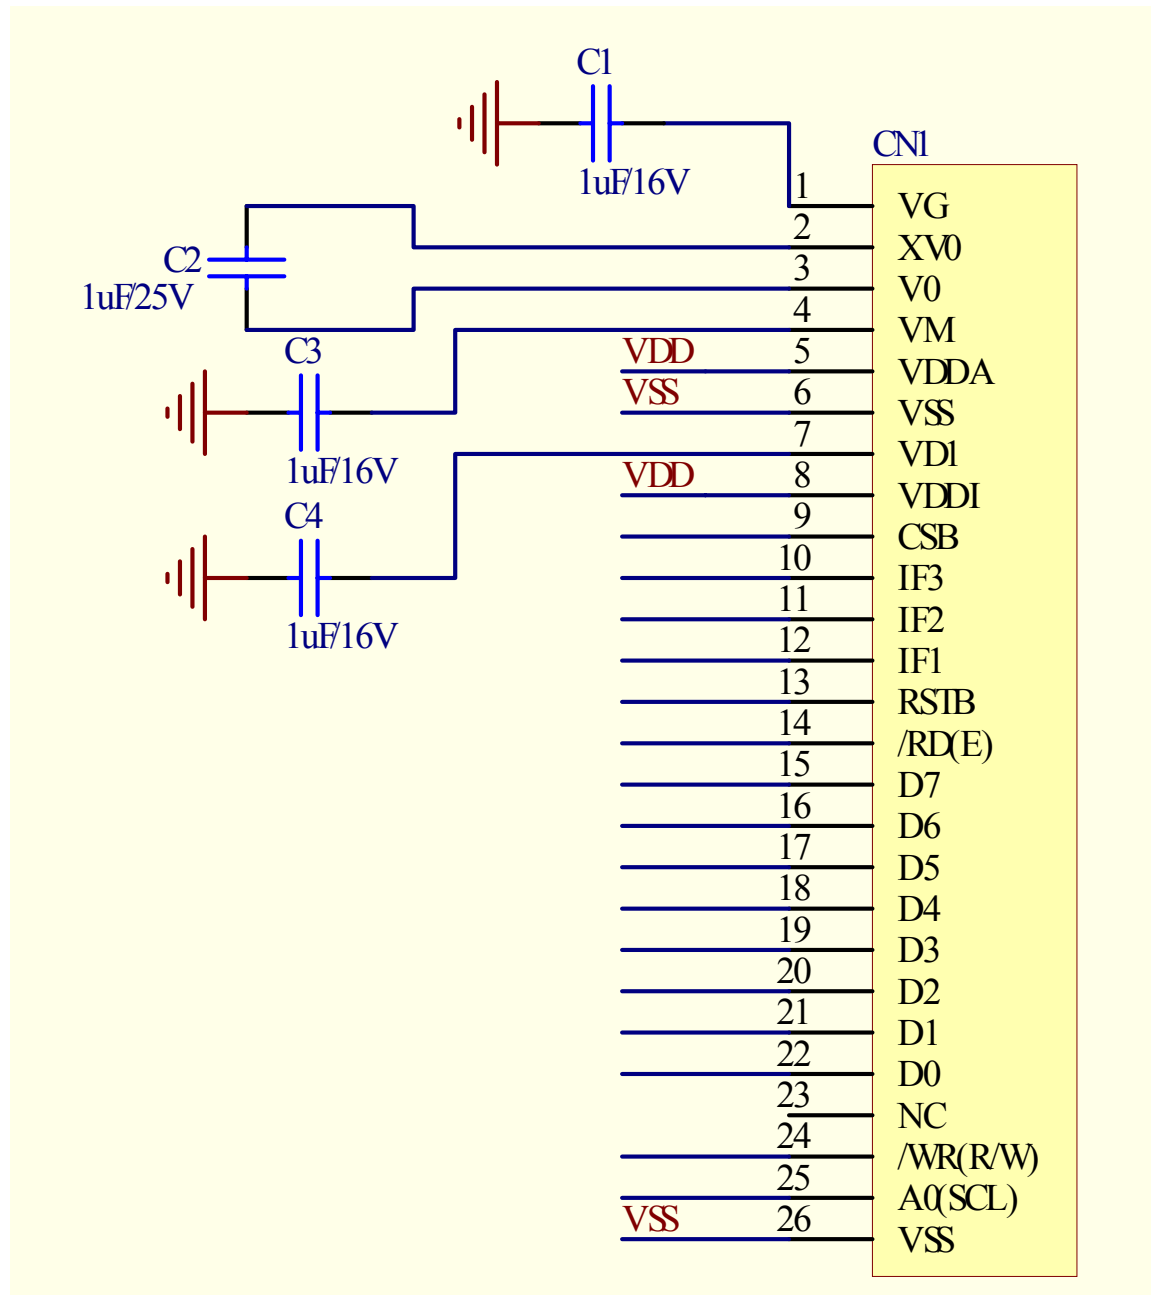 C1
1uF/16V
CN1
1 VG
2 XV0
C2
1uF/25V
3 V0
4 VM
C3
1uF/16V
VDD 5 VDDA
VSS 6 VSS
7 VD1
VDD 8 VDDI
C4
1uF/16V
9 CSB
10 IF3
11 IF2
12 IF1
13 RSTB
14 /RD(E)
15 D7
16 D6
17 D5
18 D4
19 D3
20 D2
21 D1
22 D0
23 NC
24 /WR(R/W)
25 A0(SCL)
VSS 26 VSS